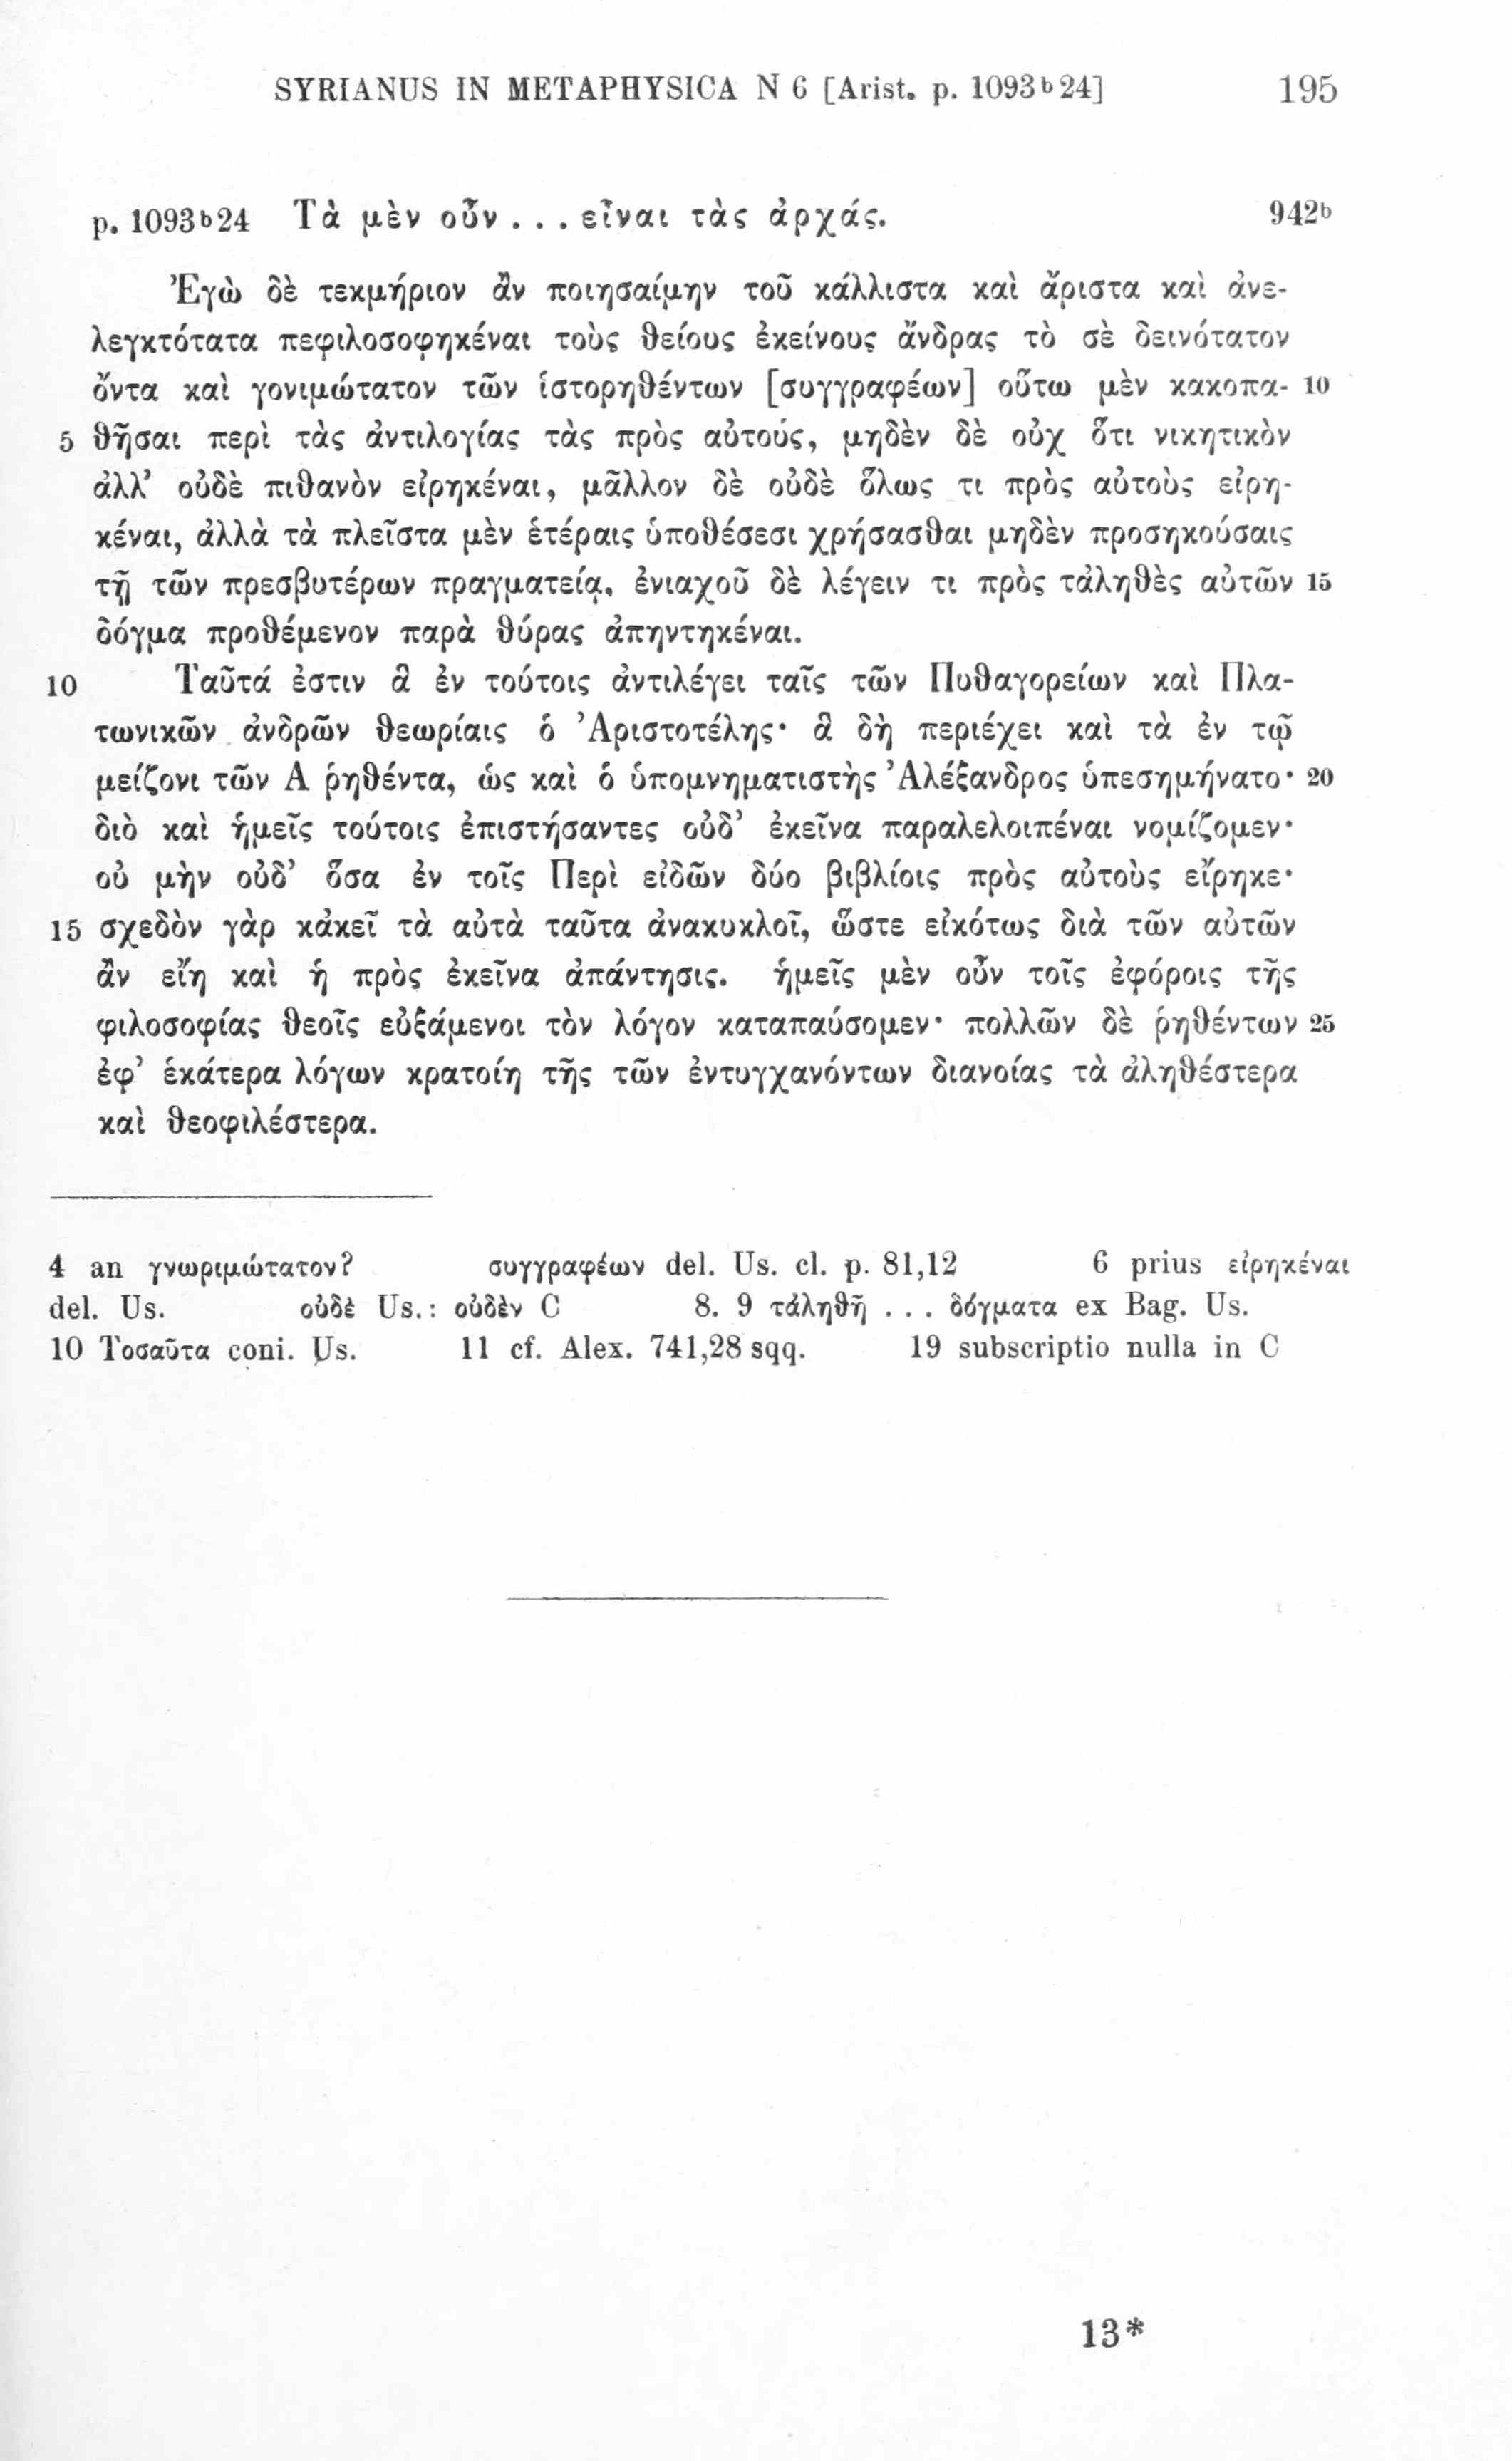 SYRIANUS IN METAPHYSICA N 6 [Arist. p. 1093ᵇ24] 195
p. 1093ᵇ24 Τὰ μὲν οὖν . . . εἶναι τὰς ἀρχάς. 942ᵇ
Ἐγὼ δὲ τεκμήριον ἂν ποιησαίμην τοῦ κάλλιστα καὶ ἄριστα καὶ ἀνε-
λεγκτότατα πεφιλοσοφηκέναι τοὺς θείους ἐκείνους ἄνδρας τὸ σὲ δεινότατον
ὄντα καὶ γονιμώτατον τῶν ἱστορηθέντων [συγγραφέων] οὕτω μὲν κακοπα- 10
5 θῆσαι περὶ τὰς ἀντιλογίας τὰς πρὸς αὐτούς, μηδὲν δὲ οὐχ ὅτι νικητικὸν
ἀλλ’ οὐδὲ πιθανὸν εἰρηκέναι, μᾶλλον δὲ οὐδὲ ὅλως τι πρὸς αὐτοὺς εἰρη-
κέναι, ἀλλὰ τὰ πλεῖστα μὲν ἑτέραις ὑποθέσεσι χρήσασθαι μηδὲν προσηκούσαις
τῇ τῶν πρεσβυτέρων πραγματείᾳ, ἐνιαχοῦ δὲ λέγειν τι πρὸς τἀληθὲς αὐτῶν 15
δόγμα προθέμενον παρὰ θύρας ἀπηντηκέναι.
10 Ταῦτά ἐστιν ἃ ἐν τούτοις ἀντιλέγει ταῖς τῶν Πυθαγορείων καὶ Πλα-
τωνικῶν ἀνδρῶν θεωρίαις ὁ Ἀριστοτέλης· ἃ δὴ περιέχει καὶ τὰ ἐν τῷ
μείζονι τῶν Α ῥηθέντα, ὡς καὶ ὁ ὑπομνηματιστὴς Ἀλέξανδρος ὑπεσημήνατο· 20
διὸ καὶ ἡμεῖς τούτοις ἐπιστήσαντες οὐδ’ ἐκεῖνα παραλελοιπέναι νομίζομεν·
οὐ μὴν οὐδ’ ὅσα ἐν τοῖς Περὶ εἰδῶν δύο βιβλίοις πρὸς αὐτοὺς εἴρηκε·
15 σχεδὸν γὰρ κἀκεῖ τὰ αὐτὰ ταῦτα ἀνακυκλοῖ, ὥστε εἰκότως διὰ τῶν αὐτῶν
ἂν εἴη καὶ ἡ πρὸς ἐκεῖνα ἀπάντησις. ἡμεῖς μὲν οὖν τοῖς ἐφόροις τῆς
φιλοσοφίας θεοῖς εὐξάμενοι τὸν λόγον καταπαύσομεν· πολλῶν δὲ ῥηθέντων 25
ἐφ’ ἑκάτερα λόγων κρατοίη τῆς τῶν ἐντυγχανόντων διανοίας τὰ ἀληθέστερα
καὶ θεοφιλέστερα.
4 an γνωριμώτατον? συγγραφέων del. Us. cl. p. 81,12 6 prius εἰρηκέναι
del. Us. οὐδὲ Us.: οὐδὲν C 8. 9 τἀληθῆ . . . δόγματα ex Bag. Us.
10 Τοσαῦτα coni. Us. 11 cf. Alex. 741,28 sqq. 19 subscriptio nulla in C
13*